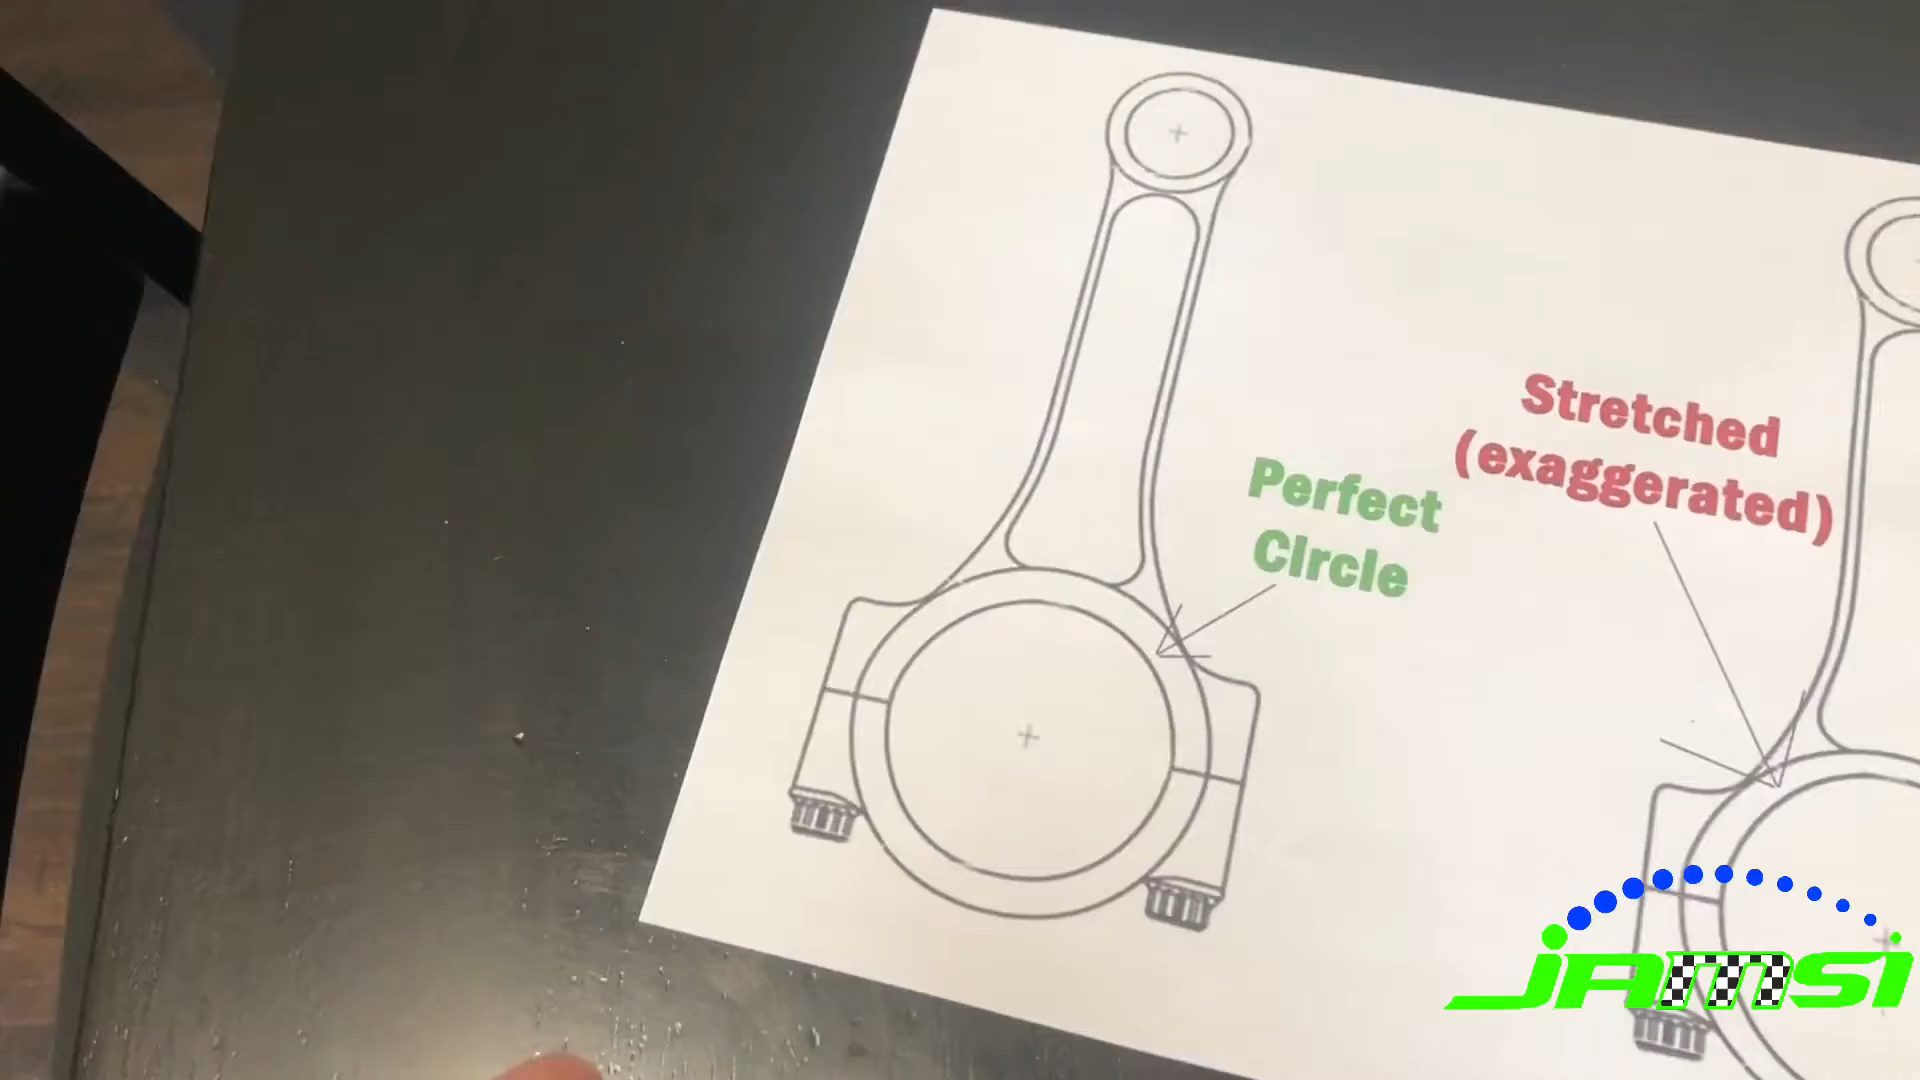 Perfect
CIrcle
Stretched
(exaggerated)
JAMSI